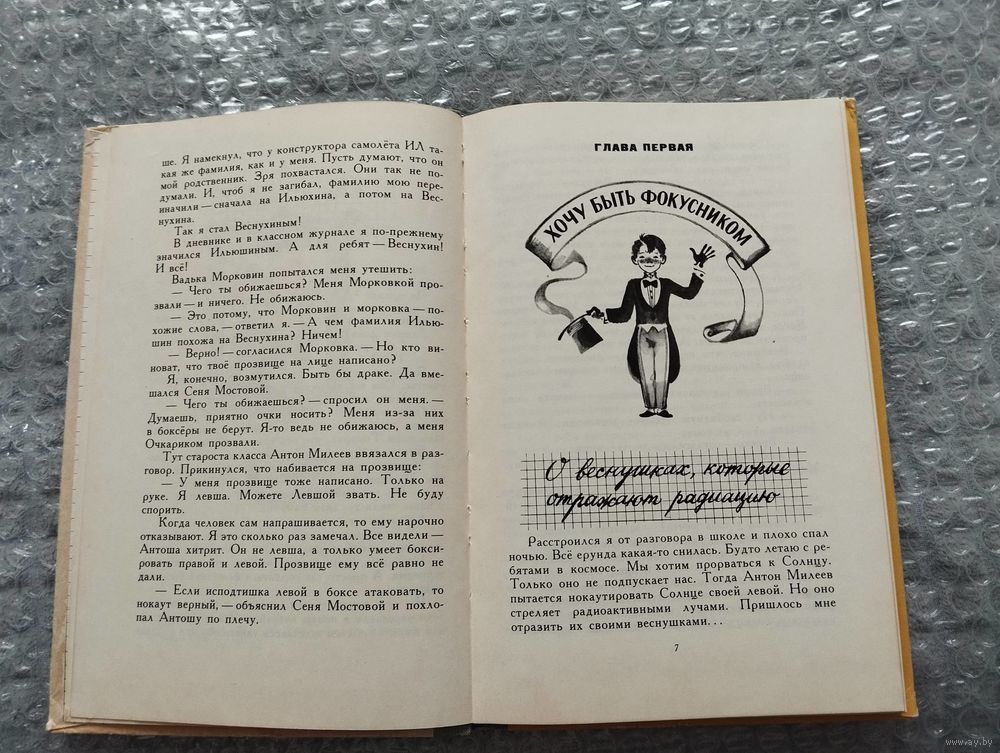 ше. Я намекнул, что у конструктора самолёта ИЛ та-
кая же фамилия, как и у меня. Пусть думают, что он
мой родственник. Зря похвастался. Они так не по-
думали. И, чтоб я не загибал, фамилию мою пере-
иначили — сначала на Ильюхина, а потом на Вес-
нухина.
Так я стал Веснухиным!
В дневнике и в классном журнале я по-прежнему
значился Ильюшиным. А для ребят — Веснухин!
И всё!
Вадька Морковин попытался меня утешить:
— Чего ты обижаешься? Меня Морковкой про-
звали — и ничего. Не обижаюсь.
— Это потому, что Морковин и морковка — по-
хожие слова, — ответил я. — А чем фамилия Илью-
шин похожа на Веснухина? Ничем!
— Верно! — согласился Морковка. — Но кто ви-
новат, что твоё прозвище на лице написано?
Я, конечно, возмутился. Быть бы драке. Да вме-
шался Сеня Мостовой.
— Чего ты обижаешься? — спросил он меня. —
Думаешь, приятно очки носить? Меня из-за них
в боксёры не берут. Я-то ведь не обижаюсь, а меня
Очкариком прозвали.
Тут староста класса Антон Милеев ввязался в раз-
говор. Прикинулся, что набивается на прозвище:
— У меня прозвище тоже написано. Только на
руке. Я левша. Можете Левшой звать. Не буду
спорить.
Когда человек сам напрашивается, то ему нарочно
отказывают. Я это сколько раз замечал. Все видели —
Антоша хитрит. Он не левша, а только умеет бокси-
ровать правой и левой. Прозвище ему всё равно не
дали.
— Если исподтишка левой в боксе атаковать, то
нокаут верный, — объяснил Сеня Мостовой и похло-
пал Антошу по плечу.
ГЛАВА ПЕРВАЯ
ХОЧУ БЫТЬ ФОКУСНИКОМ
О веснушках, которые
отражают радиацию
Расстроился я от разговора в школе и плохо спал
ночью. Всё ерунда какая-то снилась. Будто летаю с ре-
бятами в космосе. Мы хотим прорваться к Солнцу.
Только оно не подпускает нас. Тогда Антон Милеев
пытается нокаутировать Солнце своей левой. Но оно
стреляет радиоактивными лучами. Пришлось мне
отразить их своими веснушками...
7
www.ay.by